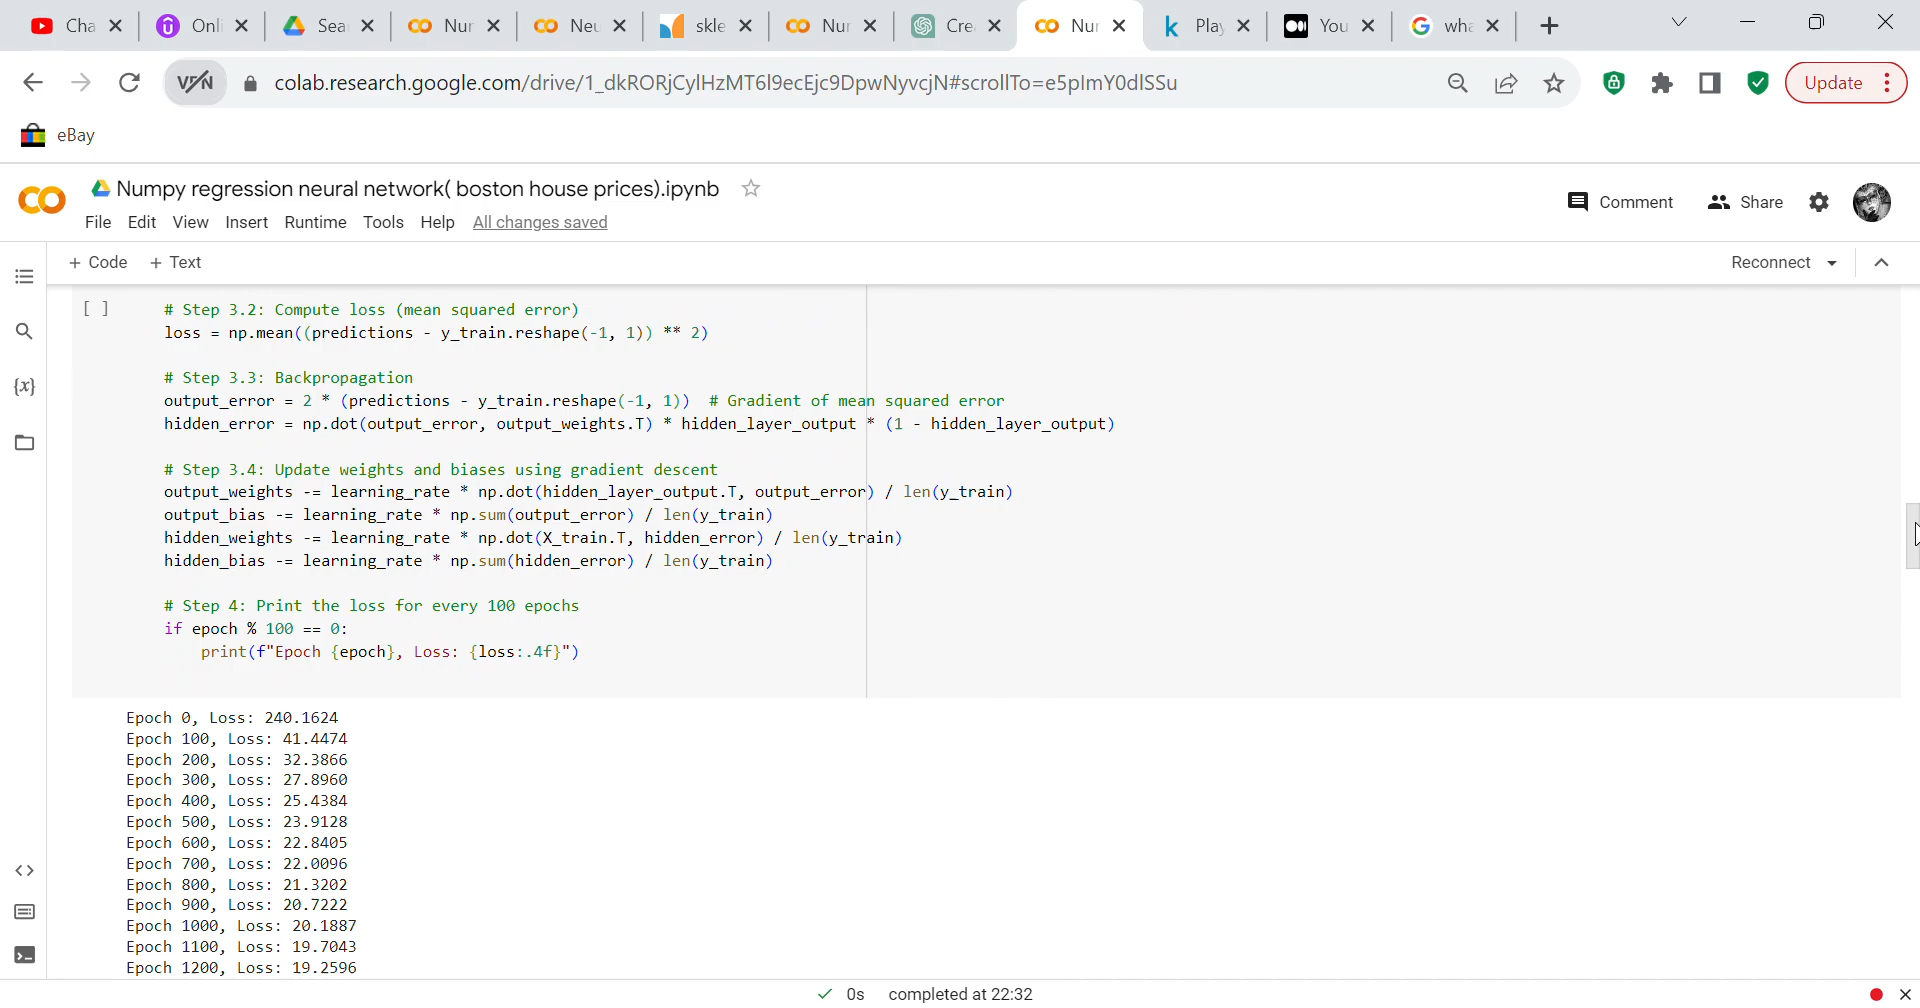 Cha
Onli
Sea
Nur
Neu
skle
Nur
Cre
Nur
Play
You
wha
VPN
colab.research.google.com/drive/1_dkRORjCylHzMT6l9ecEjc9DpwNyvcjN#scrollTo=e5plmY0dlSSu
Update
eBay
Numpy regression neural network( boston house prices).ipynb
File Edit View Insert Runtime Tools Help All changes saved
Comment
Share
+ Code + Text
Reconnect
[ ]
# Step 3.2: Compute loss (mean squared error)
loss = np.mean((predictions - y_train.reshape(-1, 1)) ** 2)
# Step 3.3: Backpropagation
output_error = 2 * (predictions - y_train.reshape(-1, 1))  # Gradient of mean squared error
hidden_error = np.dot(output_error, output_weights.T) * hidden_layer_output * (1 - hidden_layer_output)
# Step 3.4: Update weights and biases using gradient descent
output_weights -= learning_rate * np.dot(hidden_layer_output.T, output_error) / len(y_train)
output_bias -= learning_rate * np.sum(output_error) / len(y_train)
hidden_weights -= learning_rate * np.dot(X_train.T, hidden_error) / len(y_train)
hidden_bias -= learning_rate * np.sum(hidden_error) / len(y_train)
# Step 4: Print the loss for every 100 epochs
if epoch % 100 == 0:
print(f"Epoch {epoch}, Loss: {loss:.4f}")
Epoch 0, Loss: 240.1624
Epoch 100, Loss: 41.4474
Epoch 200, Loss: 32.3866
Epoch 300, Loss: 27.8960
Epoch 400, Loss: 25.4384
Epoch 500, Loss: 23.9128
Epoch 600, Loss: 22.8405
Epoch 700, Loss: 22.0096
Epoch 800, Loss: 21.3202
Epoch 900, Loss: 20.7222
Epoch 1000, Loss: 20.1887
Epoch 1100, Loss: 19.7043
Epoch 1200, Loss: 19.2596
0s completed at 22:32